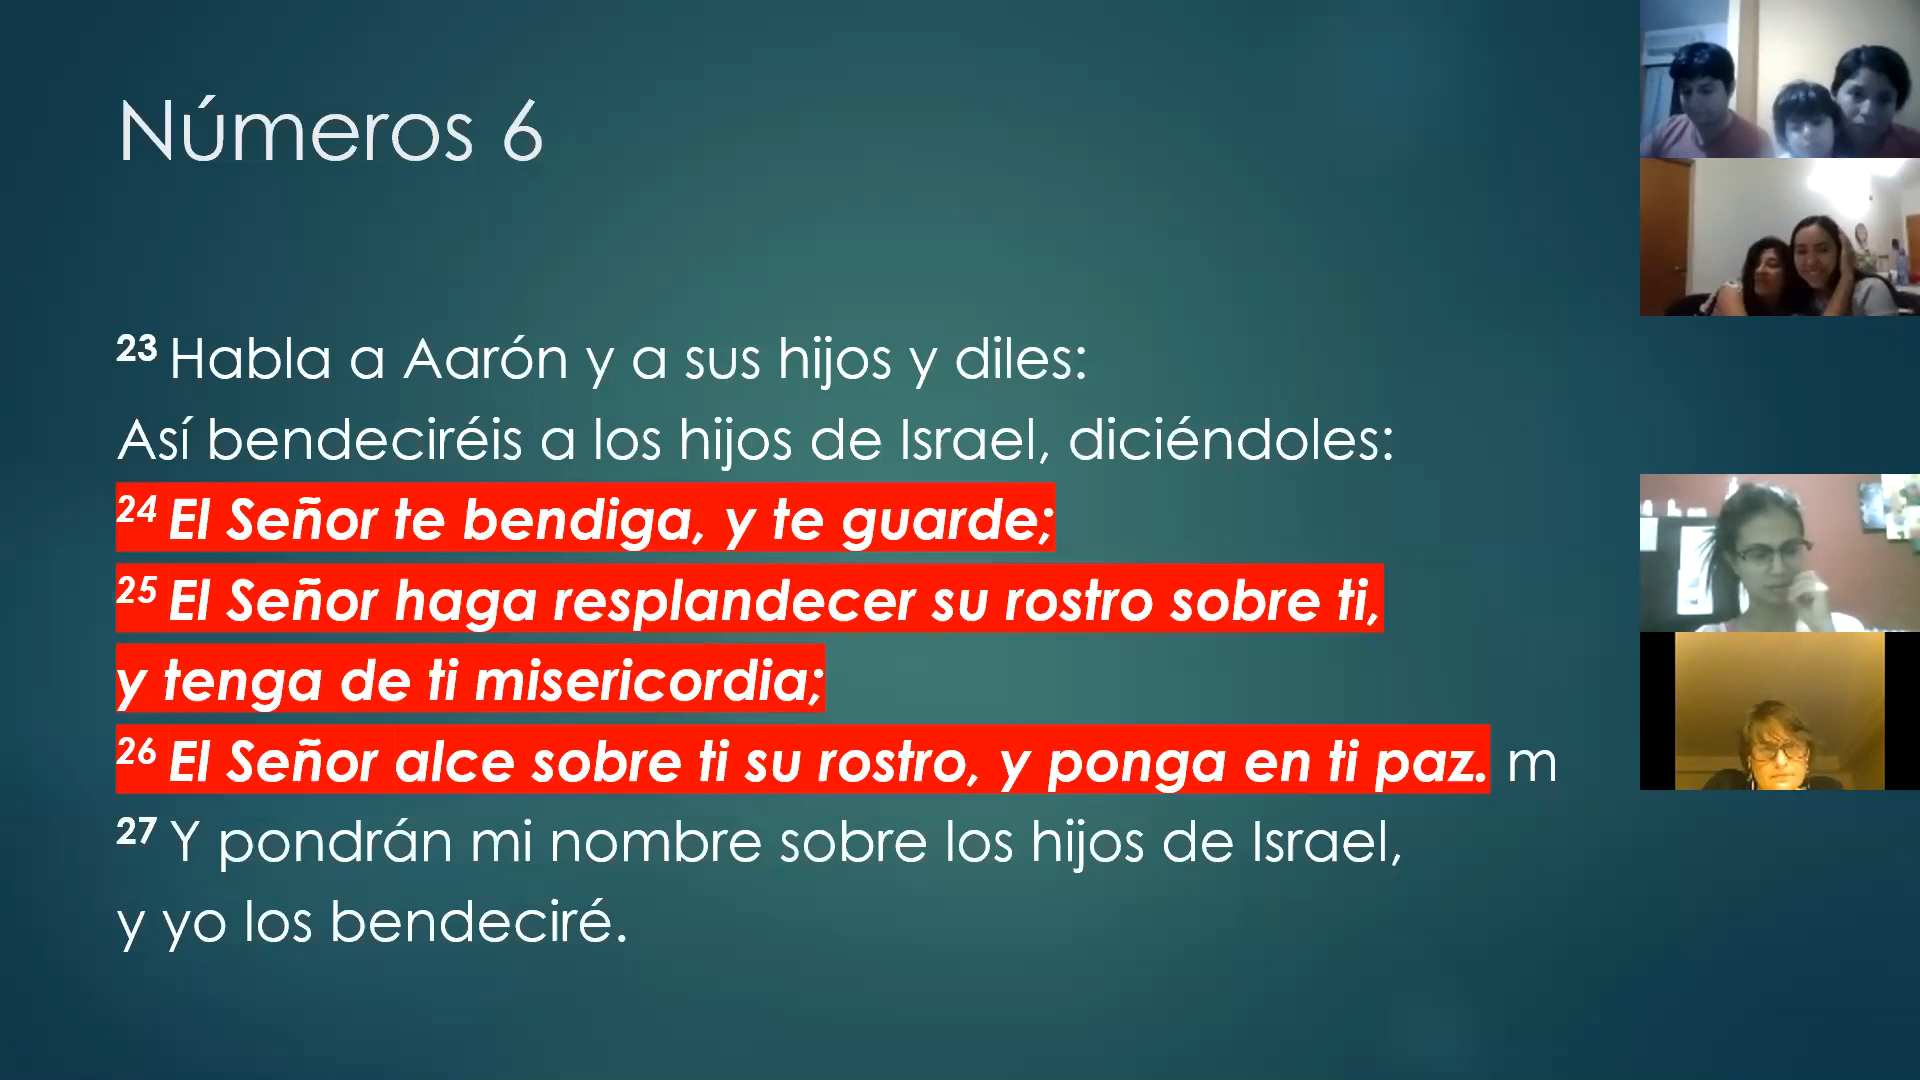 Números 6
23 Habla a Aarón y a sus hijos y diles:
Así bendeciréis a los hijos de Israel, diciéndoles:
24 El Señor te bendiga, y te guarde;
25 El Señor haga resplandecer su rostro sobre ti,
y tenga de ti misericordia;
26 El Señor alce sobre ti su rostro, y ponga en ti paz. m
27 Y pondrán mi nombre sobre los hijos de Israel,
y yo los bendeciré.